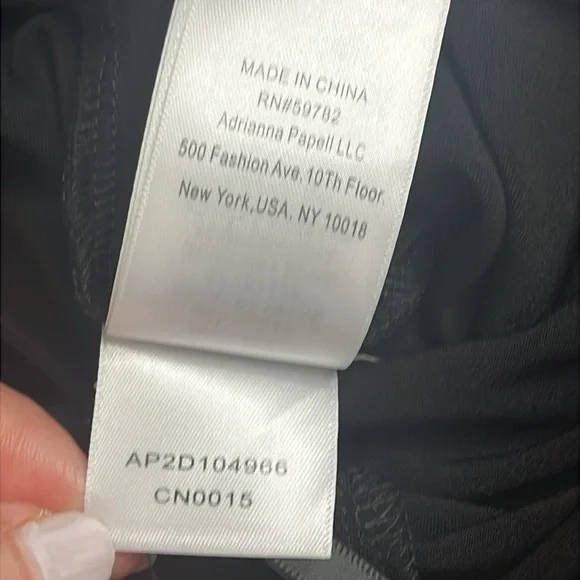 MADE IN CHINA
RN#59782
Adrianna Papell LLC
500 Fashion Ave. 10Th Floor
New York,USA. NY 10018
AP2D104966
CN0015